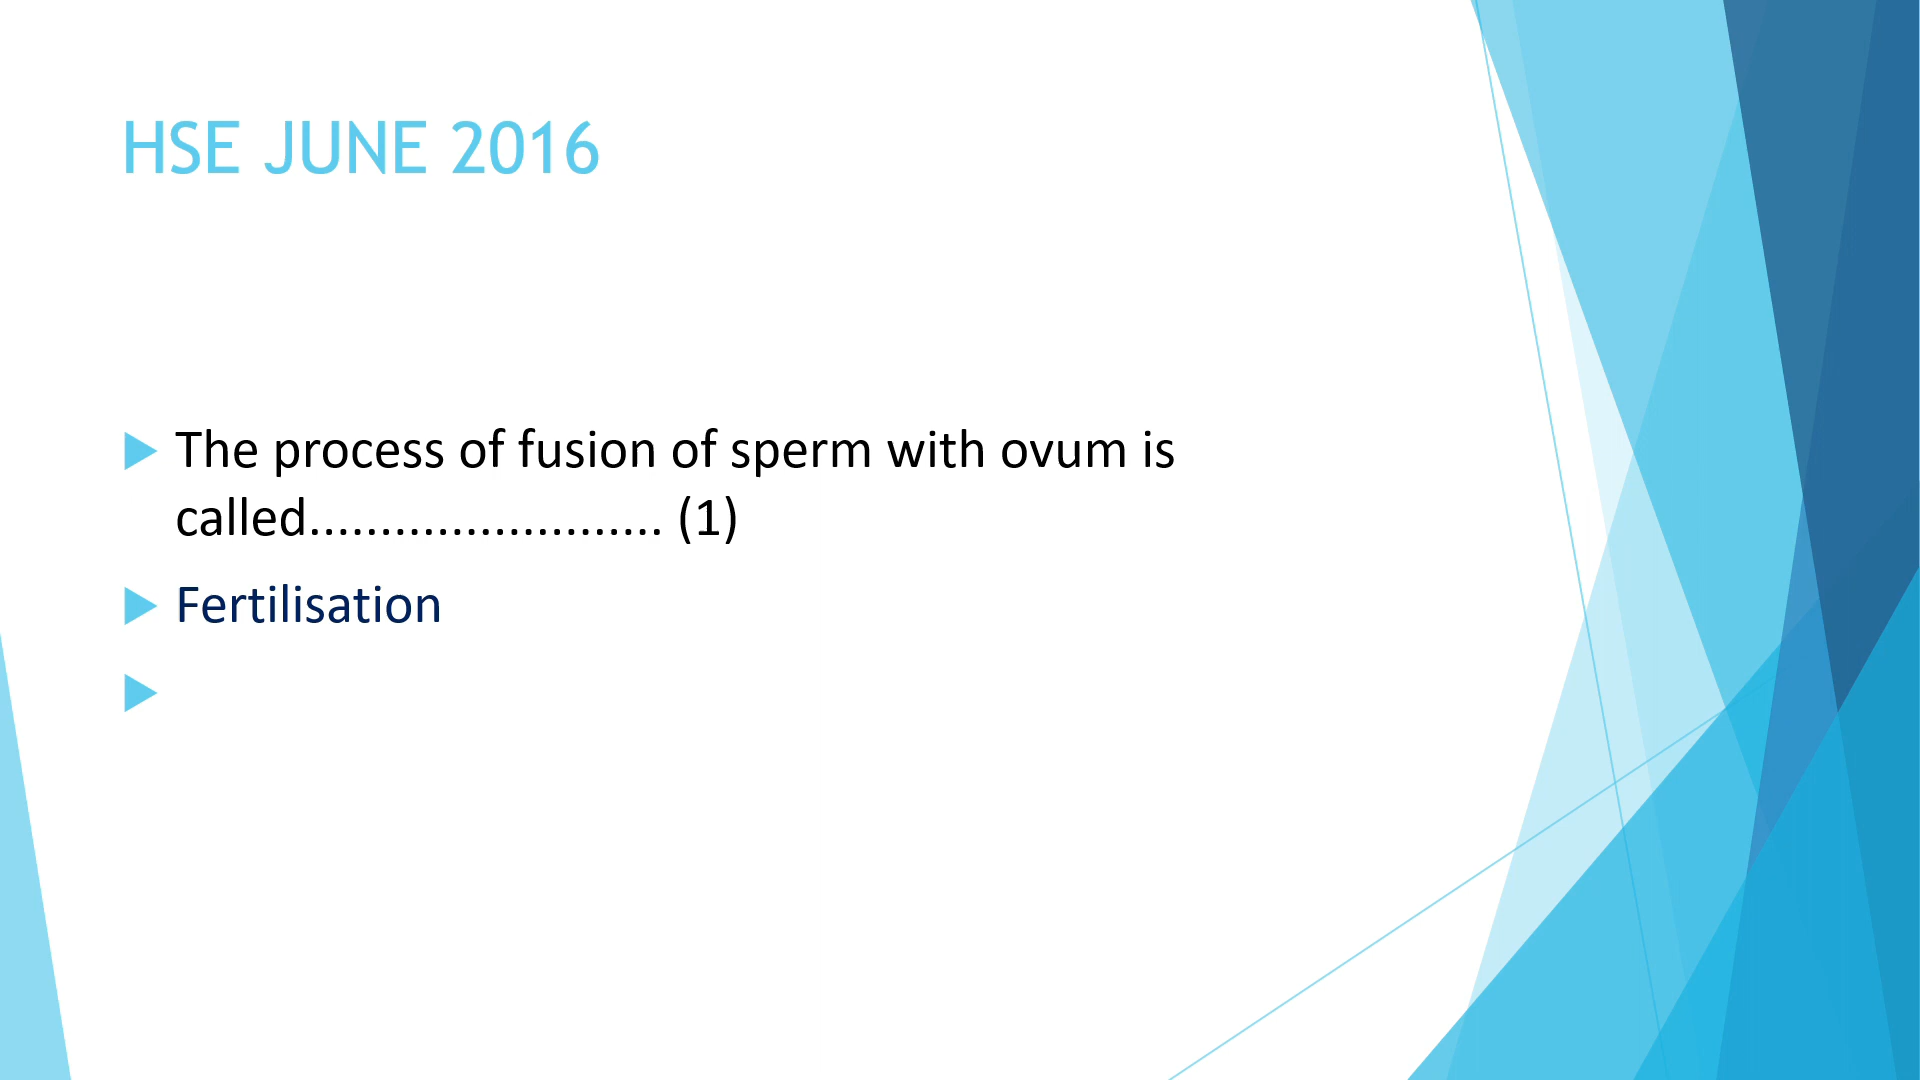 HSE JUNE 2016
The process of fusion of sperm with ovum is
called......................... (1)
Fertilisation